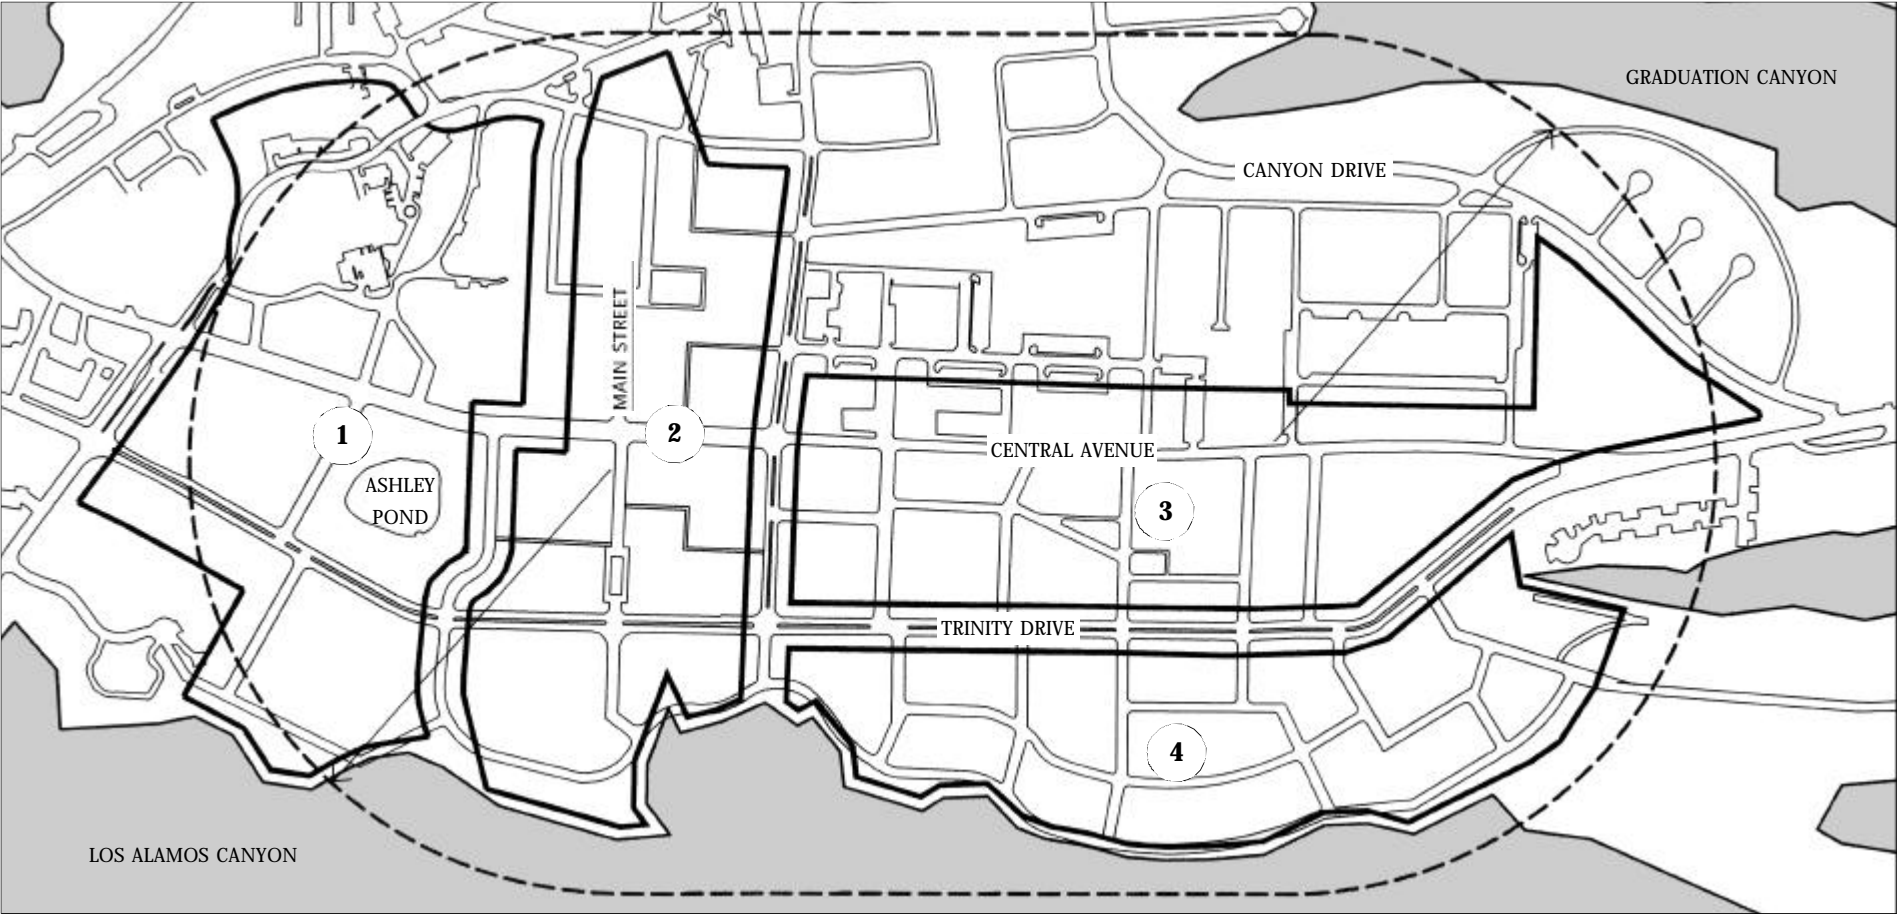 GRADUATION CANYON
CANYON DRIVE
MAIN STREET
1
2
ASHLEY
POND
CENTRAL AVENUE
3
TRINITY DRIVE
4
LOS ALAMOS CANYON